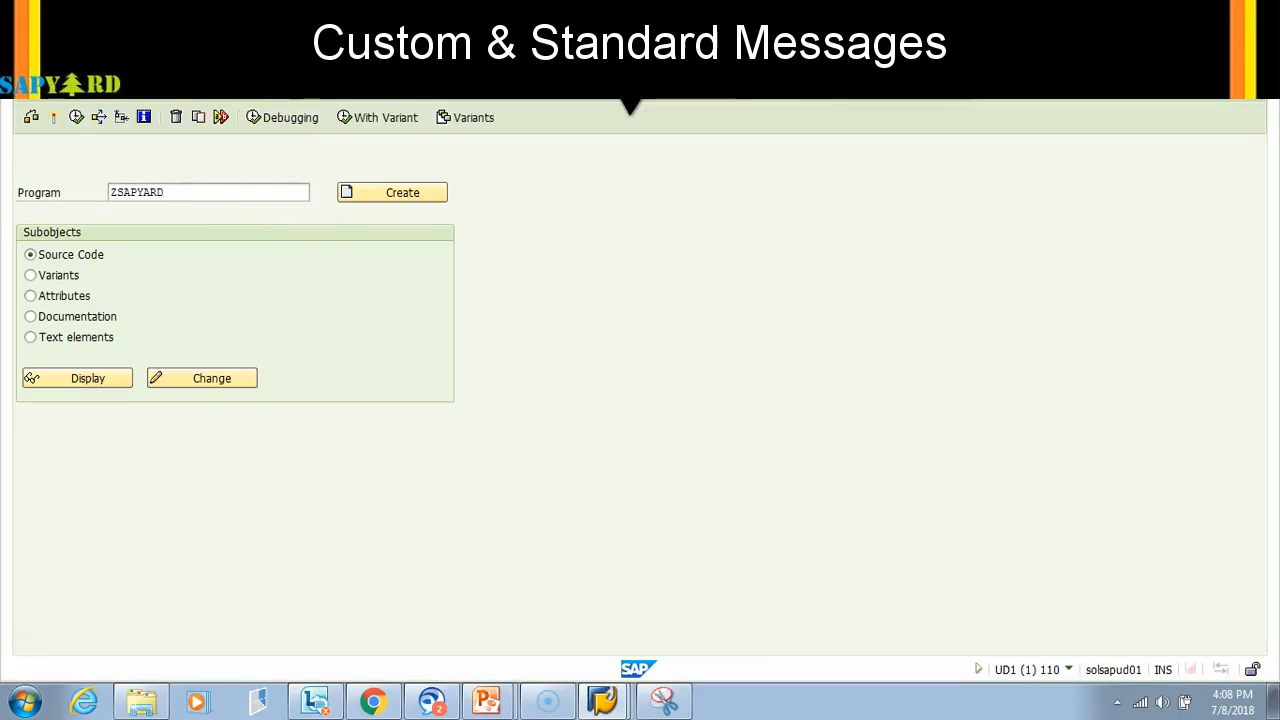 Custom & Standard Messages
SAPYARD
Debugging With Variant Variants
Program ZSAPYARD Create
Subobjects
Source Code
Variants
Attributes
Documentation
Text elements
Display Change
SAP
UD1 (1) 110 solsapud01 INS
2
4:08 PM
7/8/2018